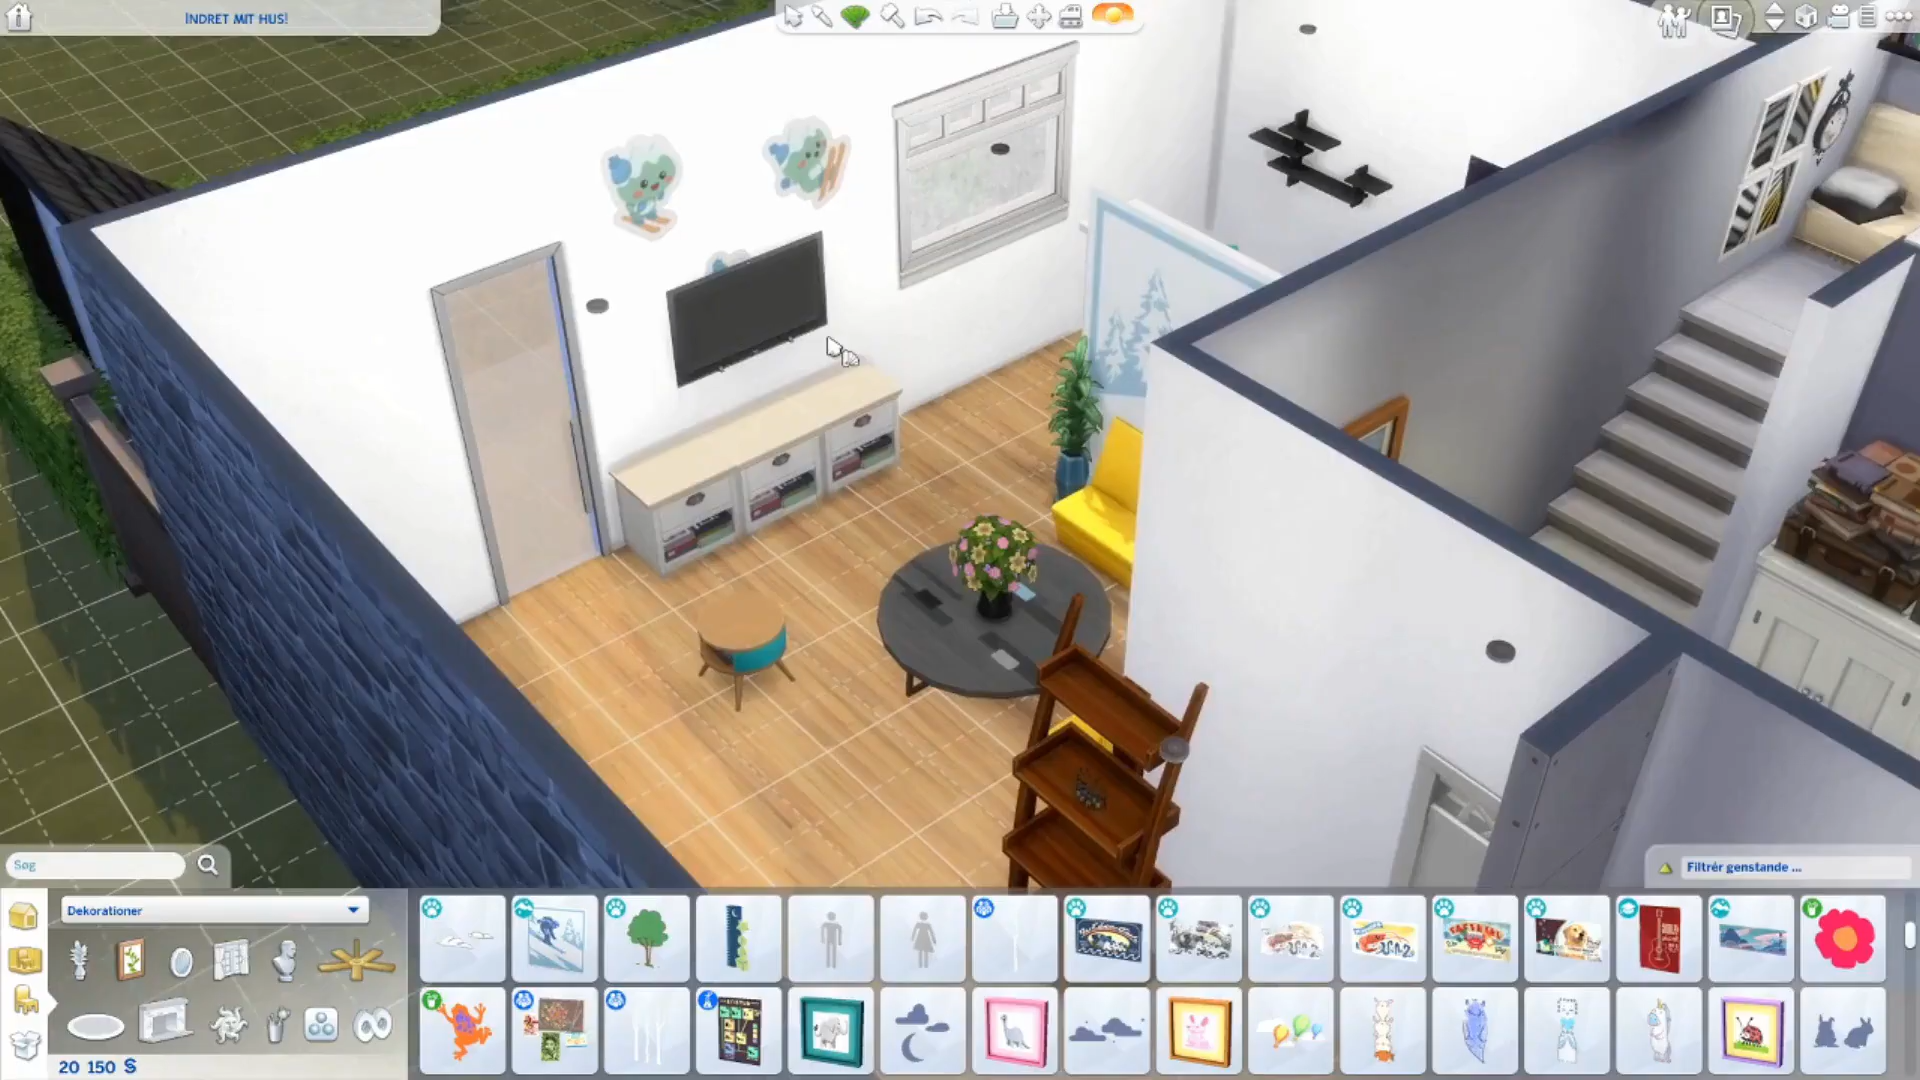 INDRET MIT HUS!
Søg
Filtrér genstande ...
Dekorationer
20 150 $